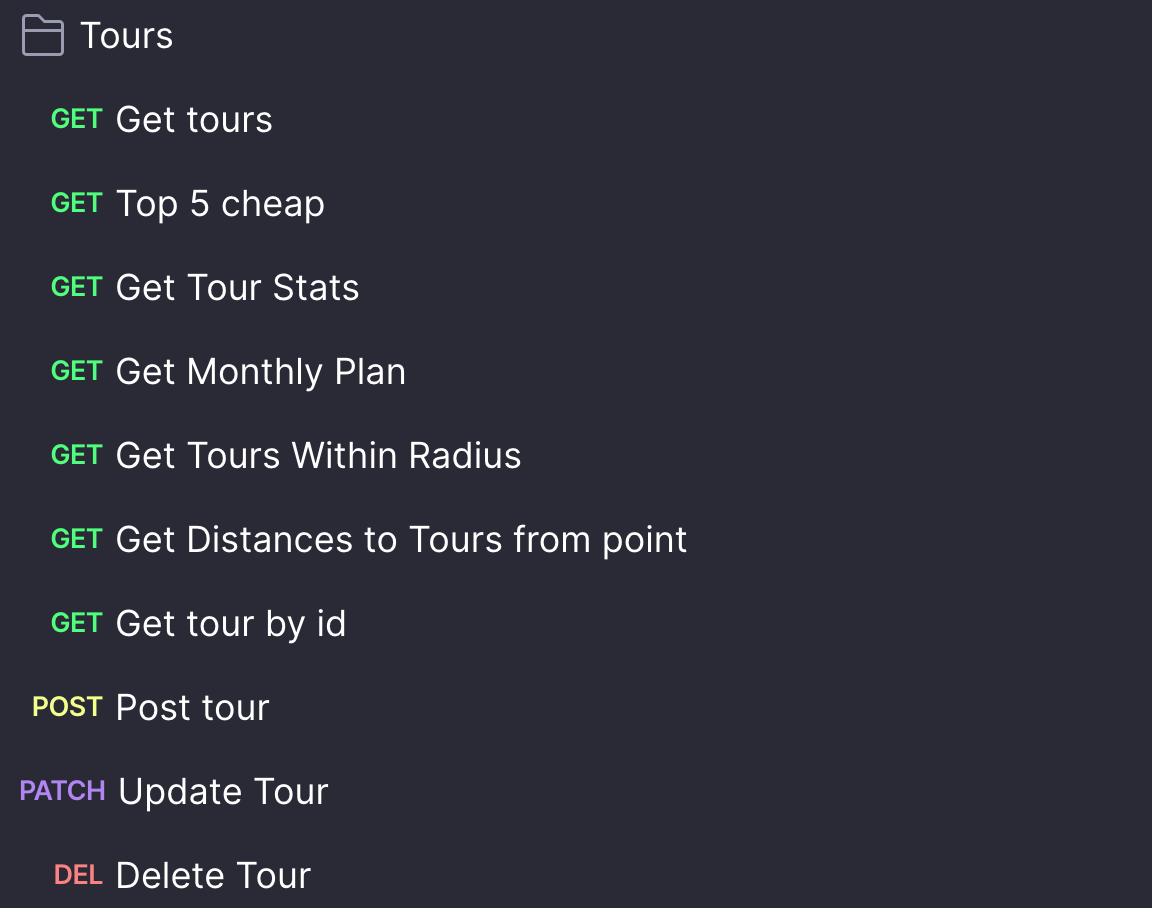 Tours
GET Get tours
GET Top 5 cheap
GET Get Tour Stats
GET Get Monthly Plan
GET Get Tours Within Radius
GET Get Distances to Tours from point
GET Get tour by id
POST Post tour
PATCH Update Tour
DEL Delete Tour